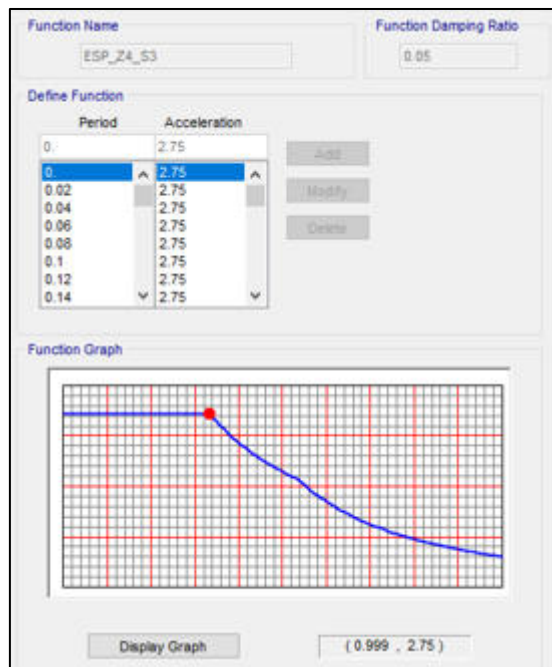 Function Name
Function Damping Ratio
ESP_Z4_S3
0.05
Define Function
Period Acceleration
0. 2.75
Add
0. 2.75
0.02 2.75
Modify
0.04 2.75
0.06 2.75
Delete
0.08 2.75
0.1 2.75
0.12 2.75
0.14 2.75
Function Graph
Display Graph
( 0.999 , 2.75 )